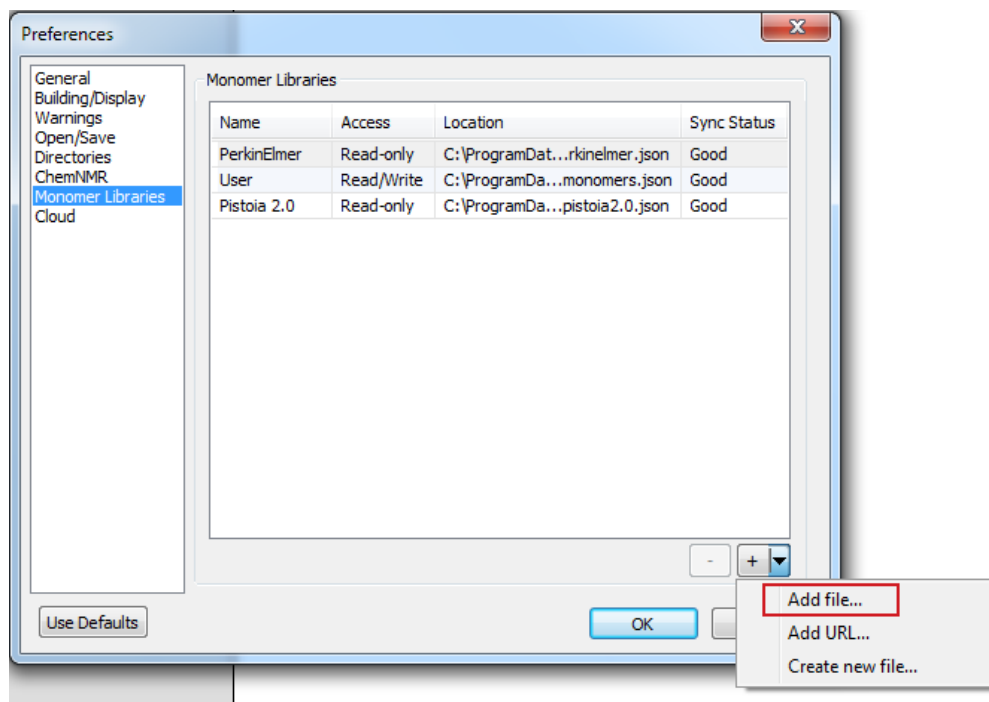 Preferences
General
Building/Display
Warnings
Open/Save
Directories
ChemNMR
Monomer Libraries
Cloud
Monomer Libraries
Name Access Location Sync Status
PerkinElmer Read-only C:\ProgramDat...rkinelmer.json Good
User Read/Write C:\ProgramDa...monomers.json Good
Pistoia 2.0 Read-only C:\ProgramDa...pistoia2.0.json Good
- +
Add file...
Add URL...
Create new file...
Use Defaults OK